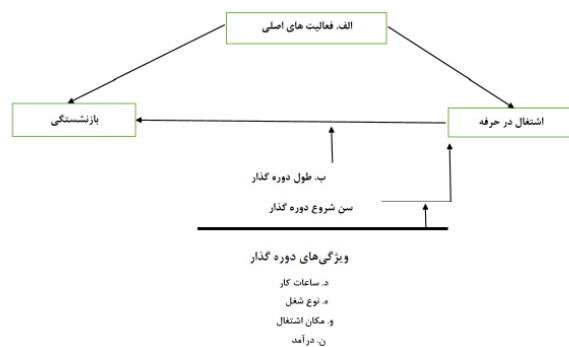 الف. فعالیت های اصلی
اشتغال در حرفه
بازنشستگی
ب. طول دوره گذار
سن شروع دوره گذار
ویژگی‌های دوره گذار
د. ساعات کار
ه. نوع شغل
و. مکان اشتغال
ن. درآمد